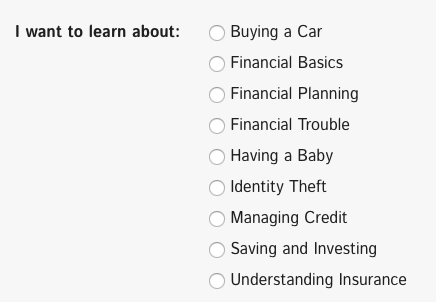 I want to learn about:
Buying a Car
Financial Basics
Financial Planning
Financial Trouble
Having a Baby
Identity Theft
Managing Credit
Saving and Investing
Understanding Insurance